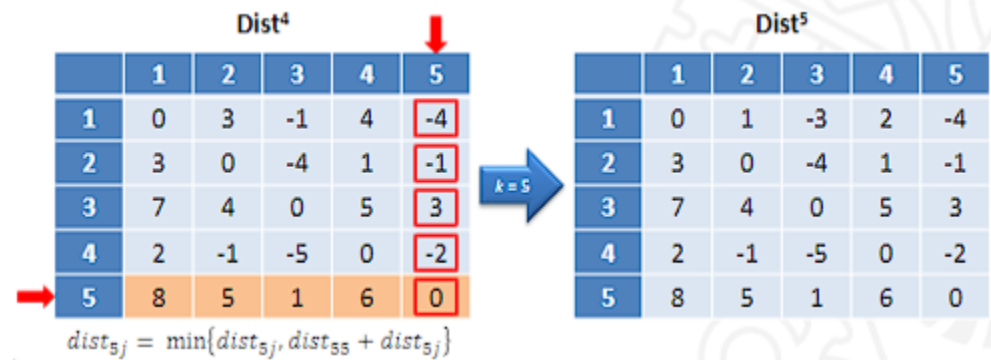 Dist⁴ Dist⁵
1 2 3 4 5 1 2 3 4 5
1 0 3 -1 4 -4 1 0 1 -3 2 -4
2 3 0 -4 1 -1 2 3 0 -4 1 -1
k = 5
3 7 4 0 5 3 3 7 4 0 5 3
4 2 -1 -5 0 -2 4 2 -1 -5 0 -2
5 8 5 1 6 0 5 8 5 1 6 0
dist₅ⱼ = min{dist₅ⱼ, dist₅₅ + dist₅ⱼ}